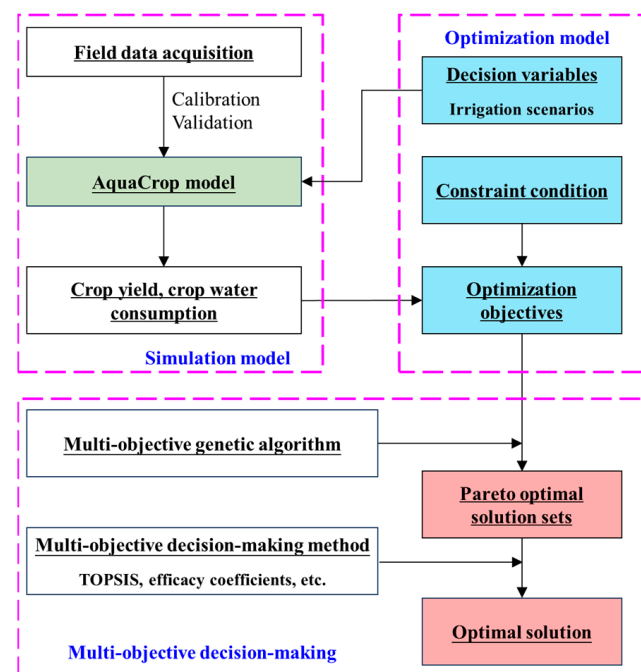 Field data acquisition
Calibration
Validation
AquaCrop model
Crop yield, crop water
consumption
Simulation model
Optimization model
Decision variables
Irrigation scenarios
Constraint condition
Optimization
objectives
Multi-objective genetic algorithm
Pareto optimal
solution sets
Multi-objective decision-making method
TOPSIS, efficacy coefficients, etc.
Optimal solution
Multi-objective decision-making